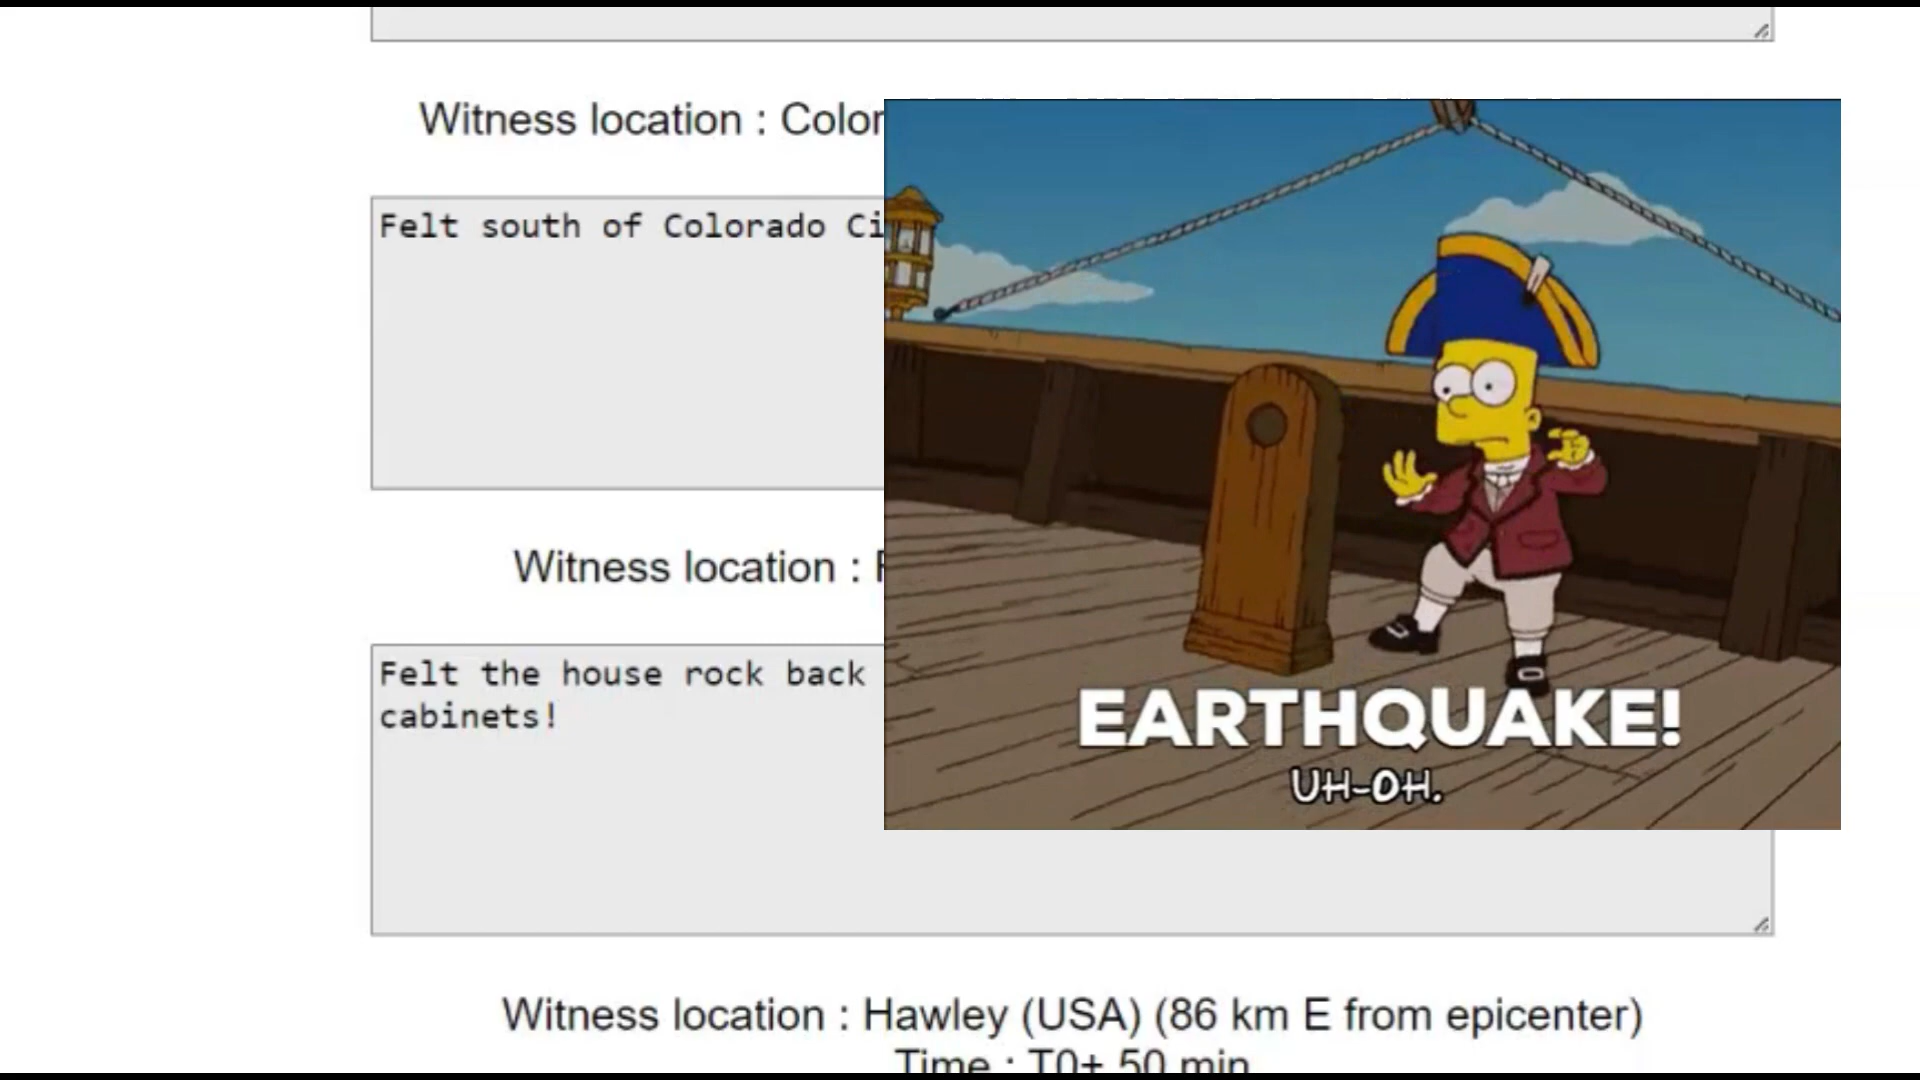 Witness location : Color
Felt south of Colorado Ci
Witness location :
Felt the house rock back
cabinets!
EARTHQUAKE!
UH-OH.
Witness location : Hawley (USA) (86 km E from epicenter)
Time : T0+ 50 min